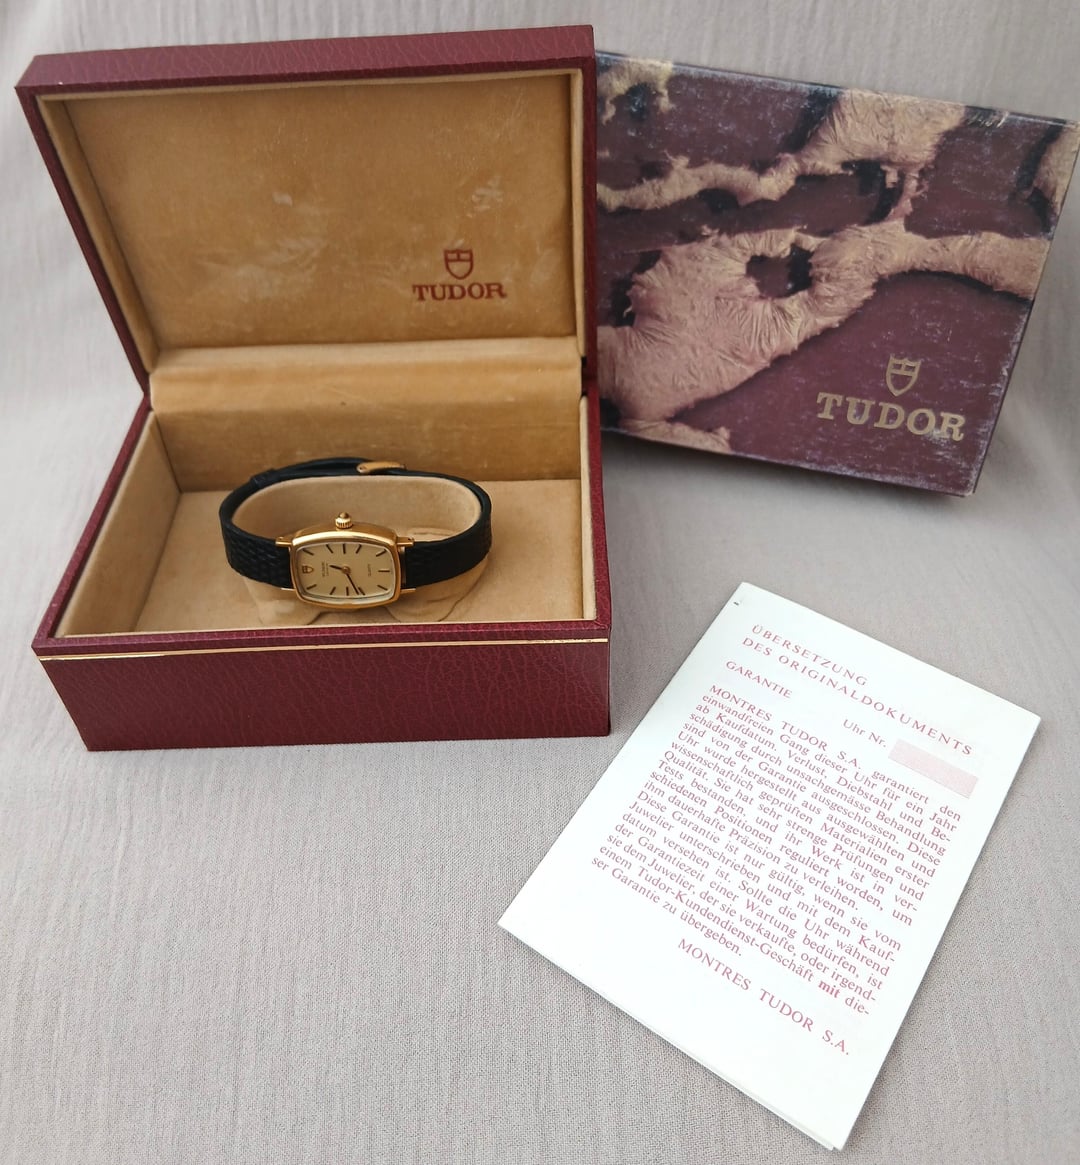 TUDOR
TUDOR
TUDOR
QUARTZ
ÜBERSETZUNG
DES ORIGINALDOKUMENTS
GARANTIE
Uhr Nr.
MONTRES TUDOR S.A. garantiert den
einwandfreien Gang dieser Uhr für ein Jahr
ab Kaufdatum. Verlust, Diebstahl und Be-
schädigung durch unsachgemässe Behandlung
sind von der Garantie ausgeschlossen. Diese
Uhr wurde hergestellt aus ausgewählten und
wissenschaftlich geprüften Materialien erster
Qualität. Sie hat sehr strenge Prüfungen und
Tests bestanden, und ihr Werk ist in ver-
schiedenen Positionen reguliert worden, um
ihm dauerhafte Präzision zu verleihen.
Diese Garantie ist nur gültig, wenn sie vom
Juwelier unterschrieben und mit dem Kauf-
datum versehen ist. Sollte die Uhr während
der Garantiezeit einer Wartung bedürfen, ist
sie dem Juwelier, der sie verkaufte, oder irgend-
einem Tudor-Kundendienst-Geschäft mit die-
ser Garantie zu übergeben.
MONTRES TUDOR S.A.